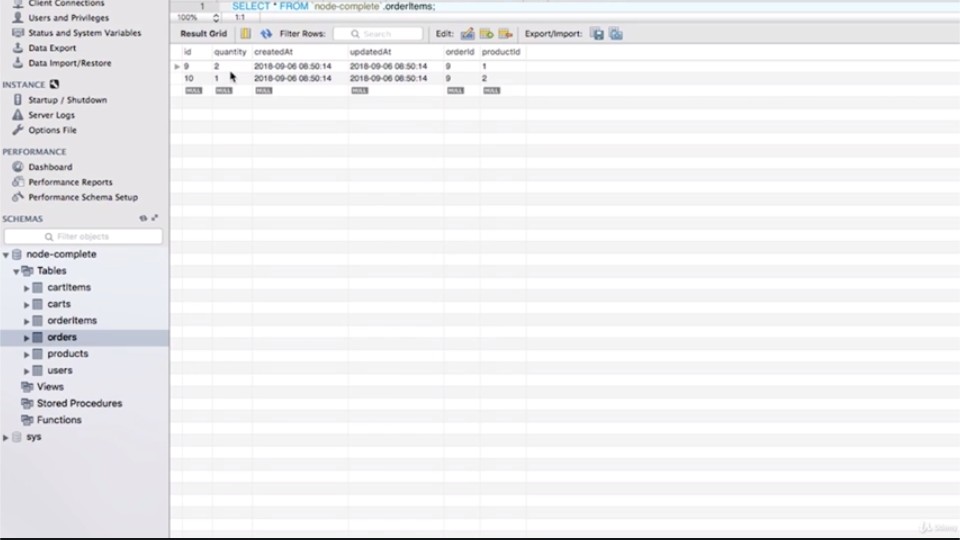 Client Connections
Users and Privileges
Status and System Variables
Data Export
Data Import/Restore
INSTANCE
Startup / Shutdown
Server Logs
Options File
PERFORMANCE
Dashboard
Performance Reports
Performance Schema Setup
SCHEMAS
Filter objects
node-complete
Tables
cartItems
carts
orderItems
orders
products
users
Views
Stored Procedures
Functions
sys
1 SELECT * FROM `node-complete`.orderItems;
100% 1:1
Result Grid Filter Rows: Search Edit: Export/Import:
id quantity createdAt updatedAt orderId productId
9 2 2018-09-06 08:50:14 2018-09-06 08:50:14 9 1
10 1 2018-09-06 08:50:14 2018-09-06 08:50:14 9 2
NULL NULL NULL NULL NULL NULL
Udemy